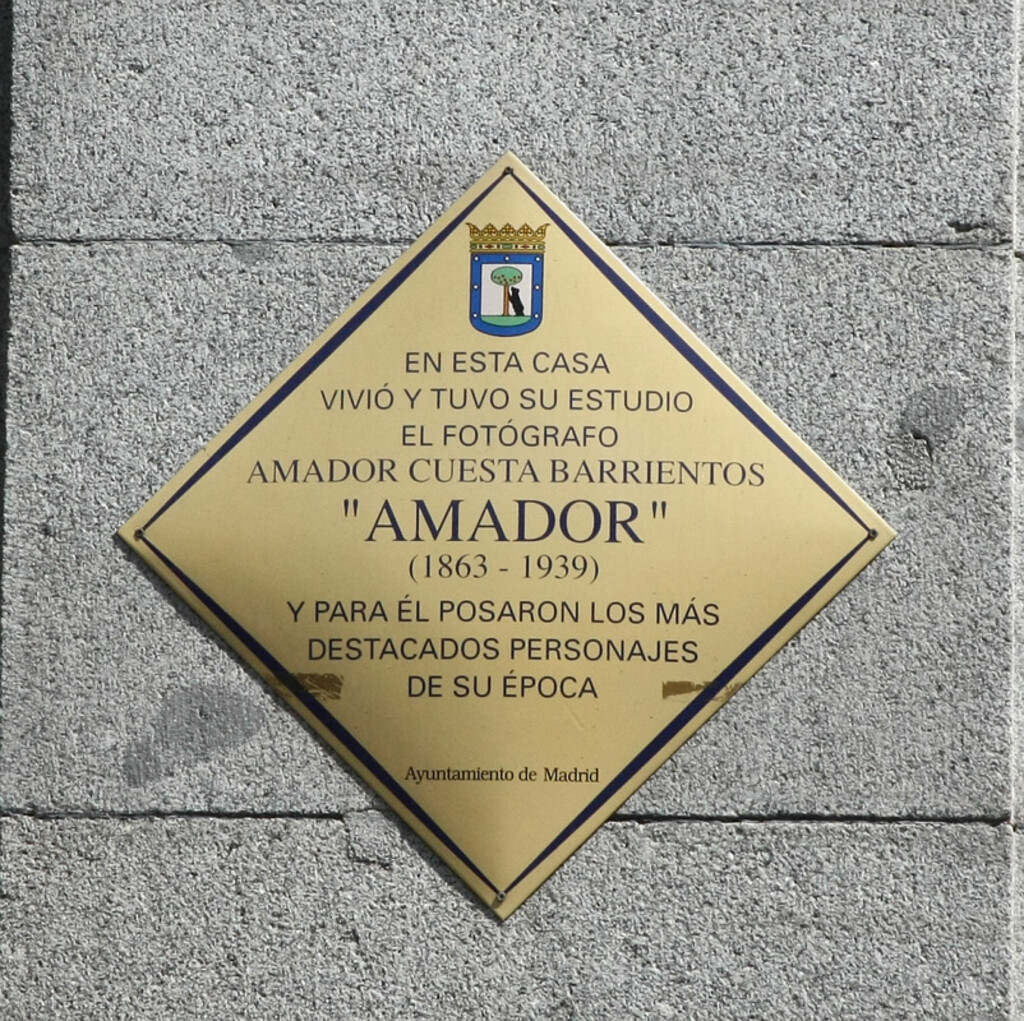 EN ESTA CASA
VIVIÓ Y TUVO SU ESTUDIO
EL FOTÓGRAFO
AMADOR CUESTA BARRIENTOS
"AMADOR"
(1863 - 1939)
Y PARA ÉL POSARON LOS MÁS
DESTACADOS PERSONAJES
DE SU ÉPOCA
Ayuntamiento de Madrid